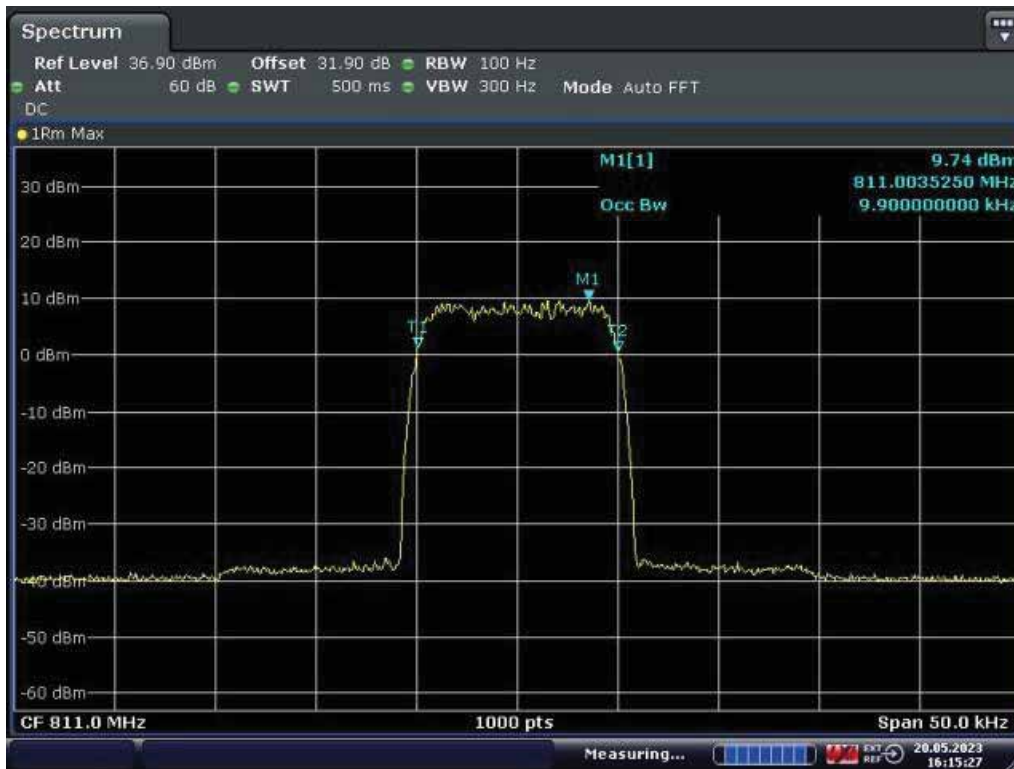 Spectrum
Ref Level 36.90 dBm Offset 31.90 dB RBW 100 Hz
Att 60 dB SWT 500 ms VBW 300 Hz Mode Auto FFT
DC
1Rm Max
M1[1] 9.74 dBm
811.0035250 MHz
Occ Bw 9.900000000 kHz
30 dBm
20 dBm
M1
10 dBm
T1 T2
0 dBm
-10 dBm
-20 dBm
-30 dBm
-40 dBm
-50 dBm
-60 dBm
CF 811.0 MHz 1000 pts Span 50.0 kHz
Measuring... EXT REF 20.05.2023
16:15:27